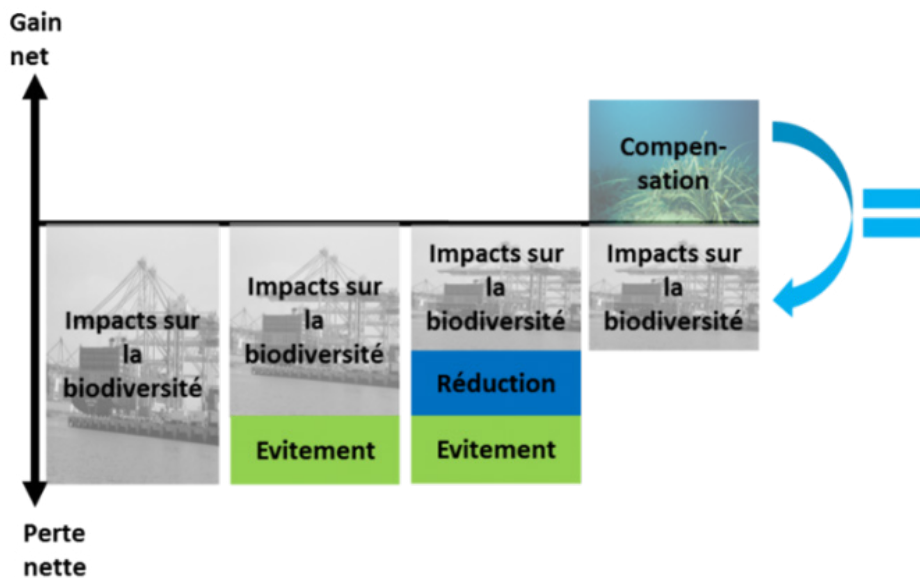 Gain
net
Compen-
sation
Impacts sur
la
biodiversité
Impacts sur
la
biodiversité
Evitement
Impacts sur
la
biodiversité
Réduction
Evitement
Impacts sur
la
biodiversité
Perte
nette